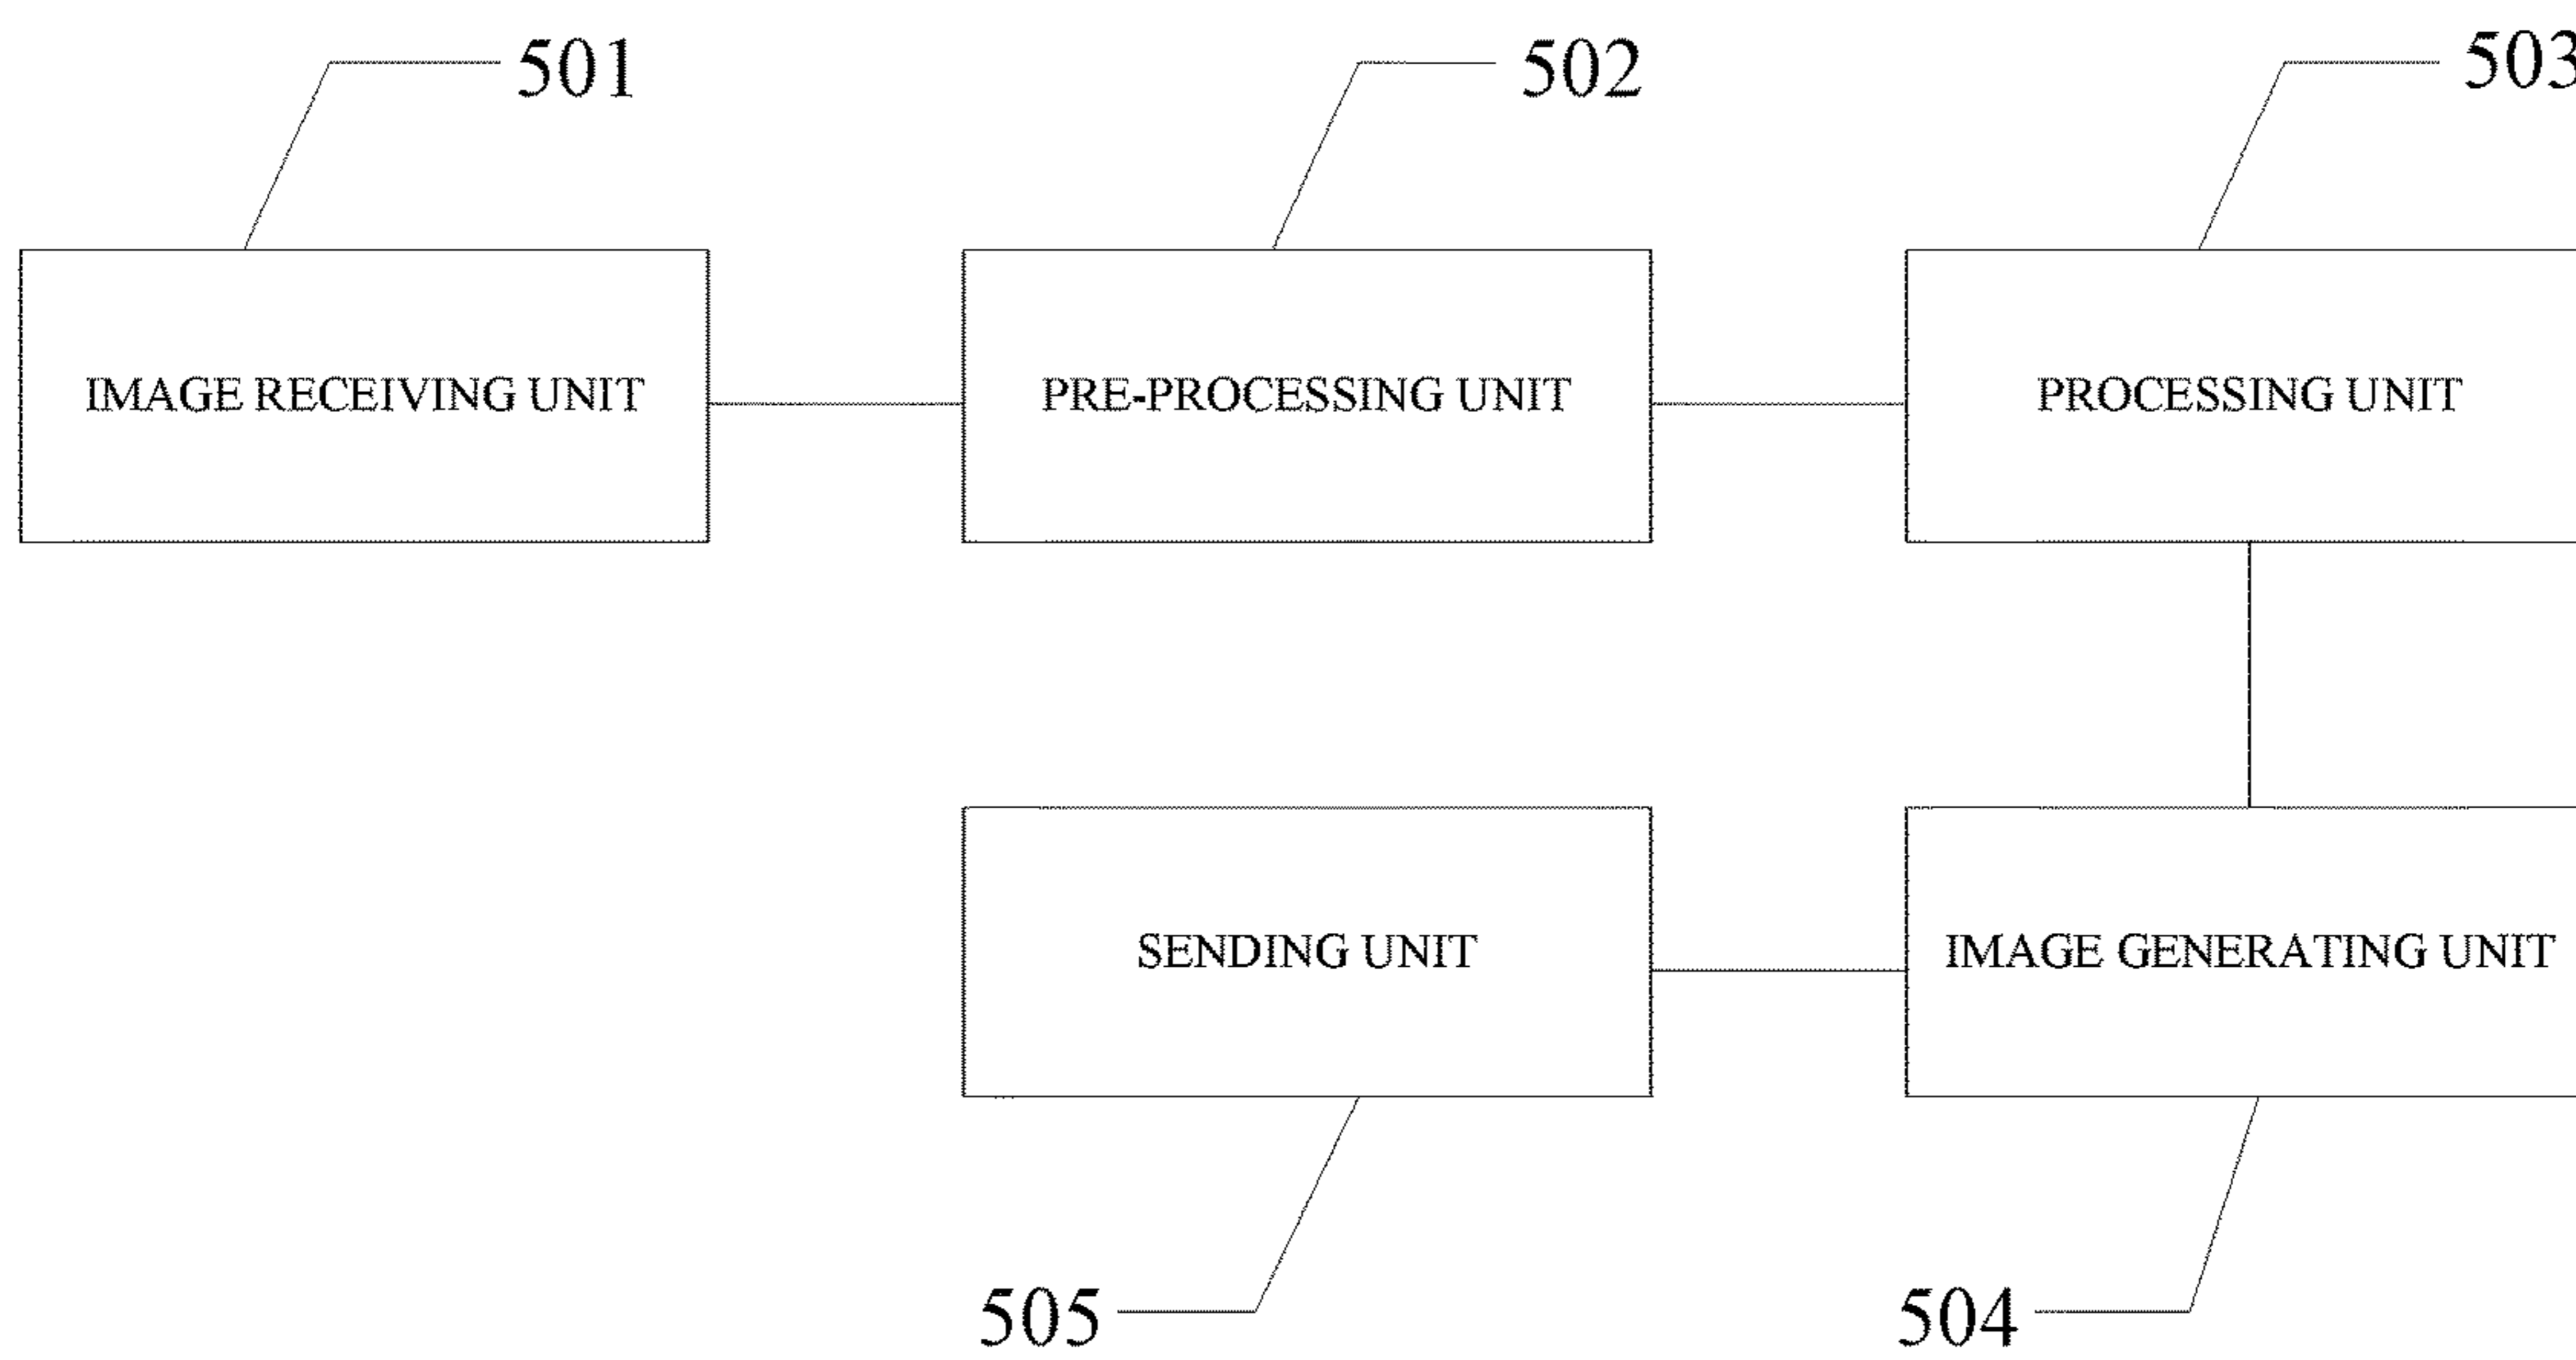 501 502 503
IMAGE RECEIVING UNIT PRE-PROCESSING UNIT PROCESSING UNIT
SENDING UNIT IMAGE GENERATING UNIT
505 504